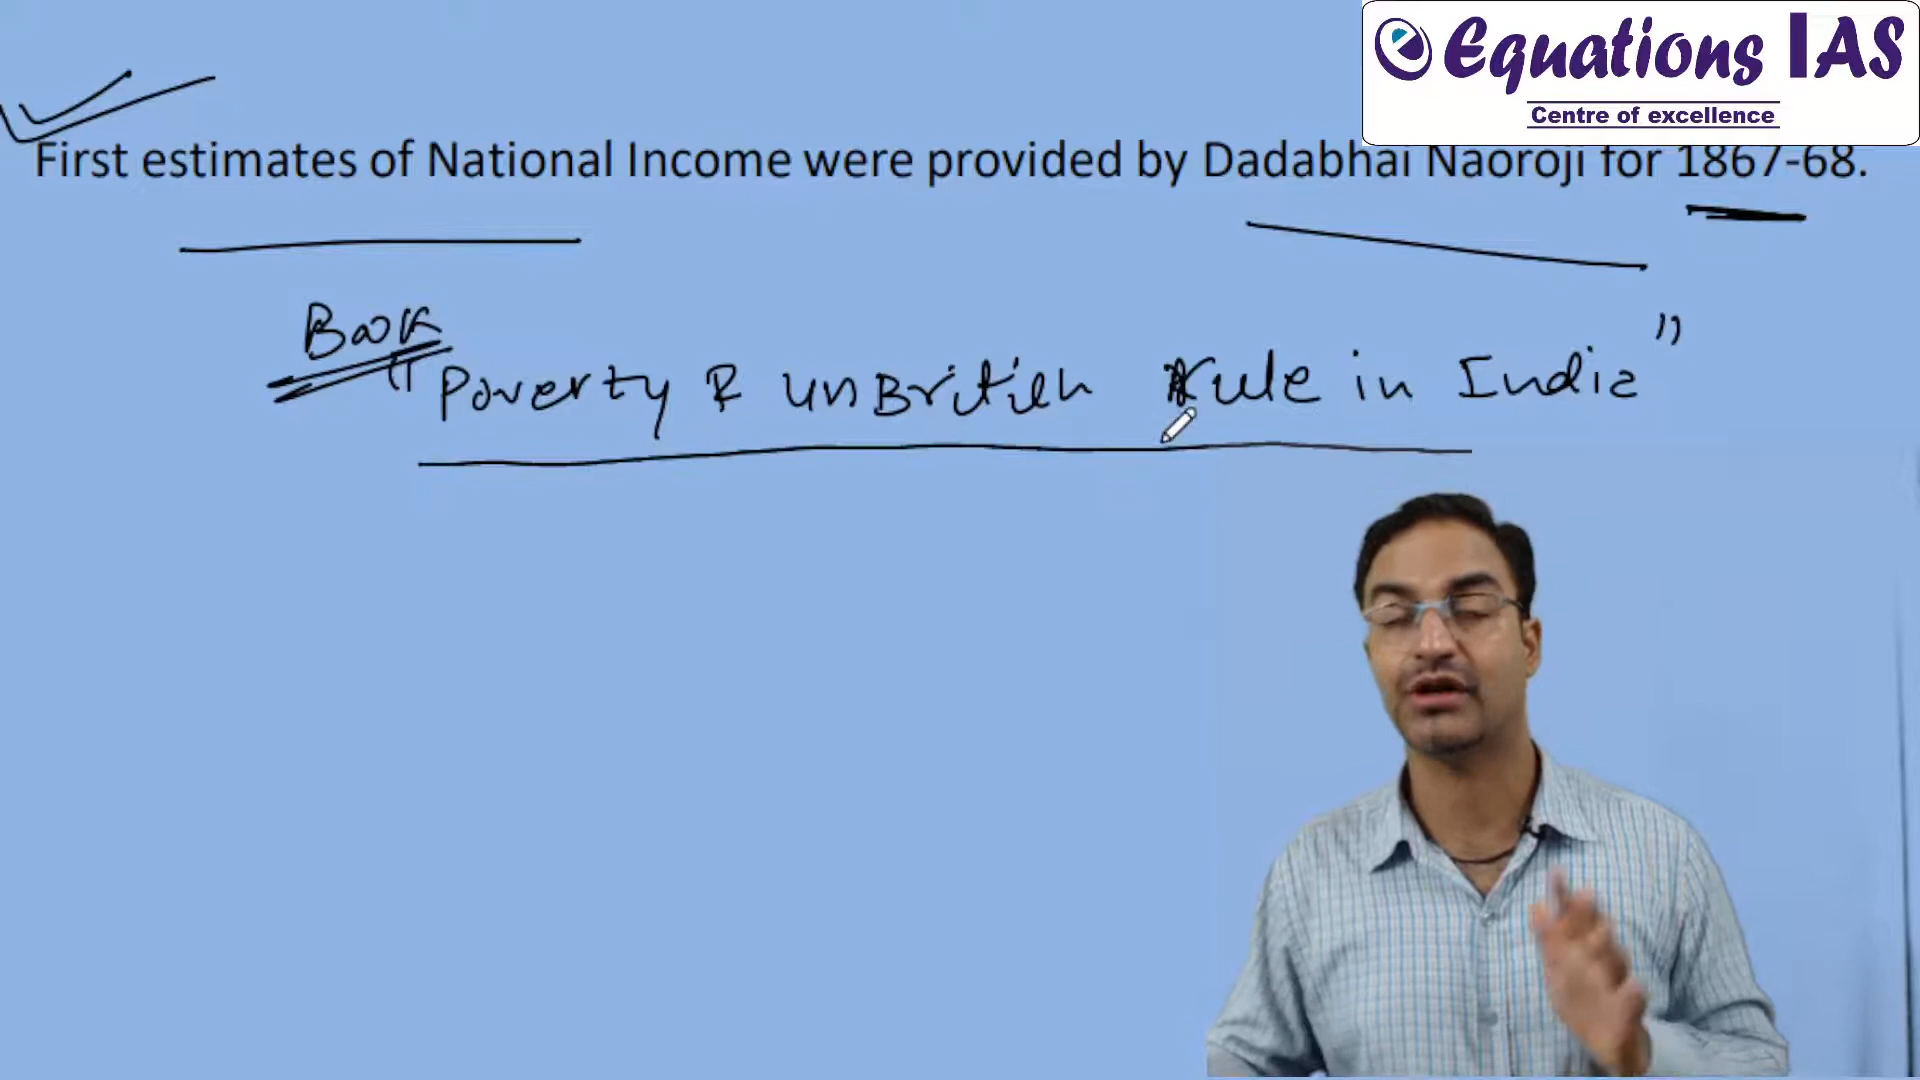 Equations IAS
Centre of excellence
First estimates of National Income were provided by Dadabhai Naoroji for 1867-68.
Book
"Poverty & unBritish rule in India"